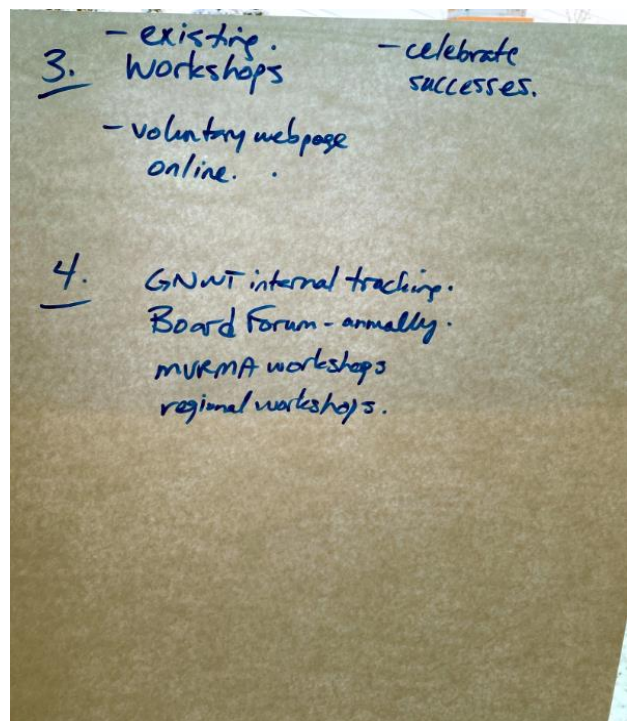 3. - existing.
workshops
- celebrate
successes.
- voluntary webpage
online.
4. GNWT internal tracking.
Board Forum - annually.
MVRMA workshops
regional workshops.